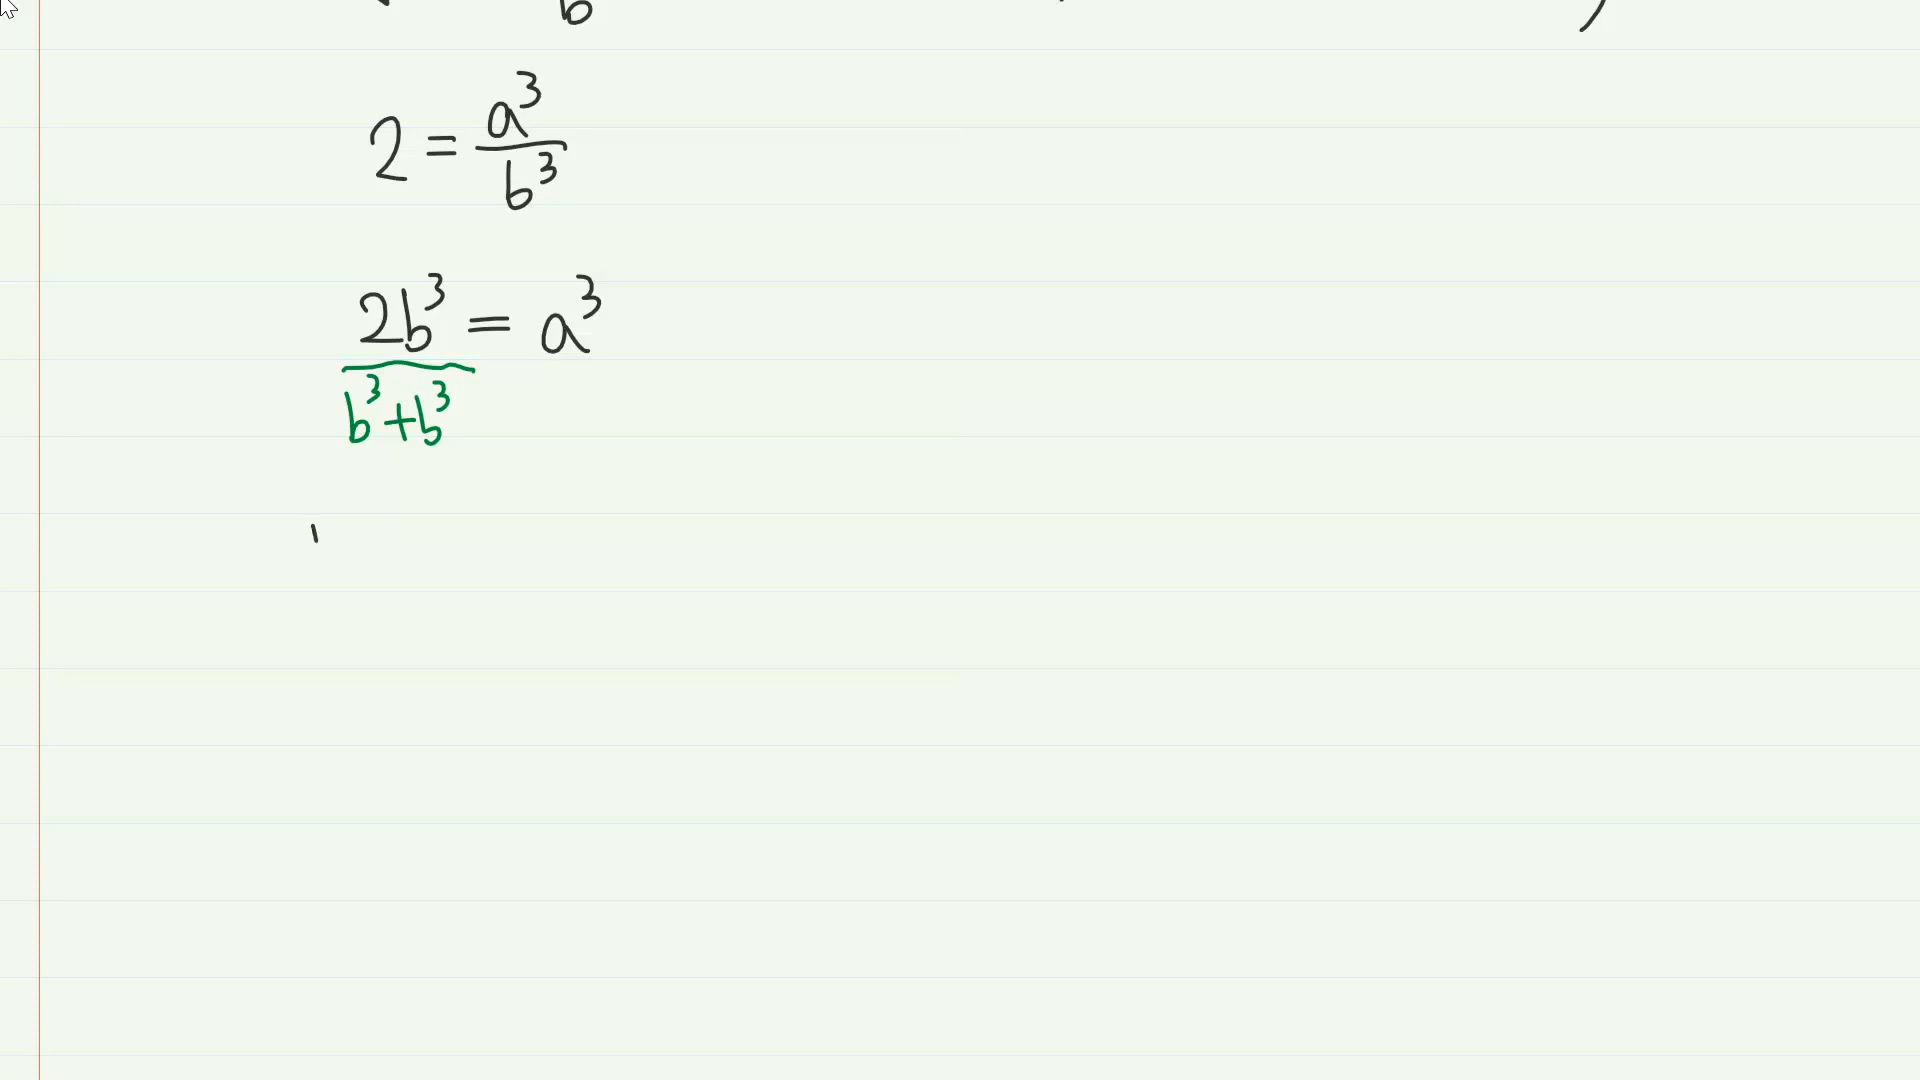 b
2 = a³/b³
2b³ = a³
b³+b³